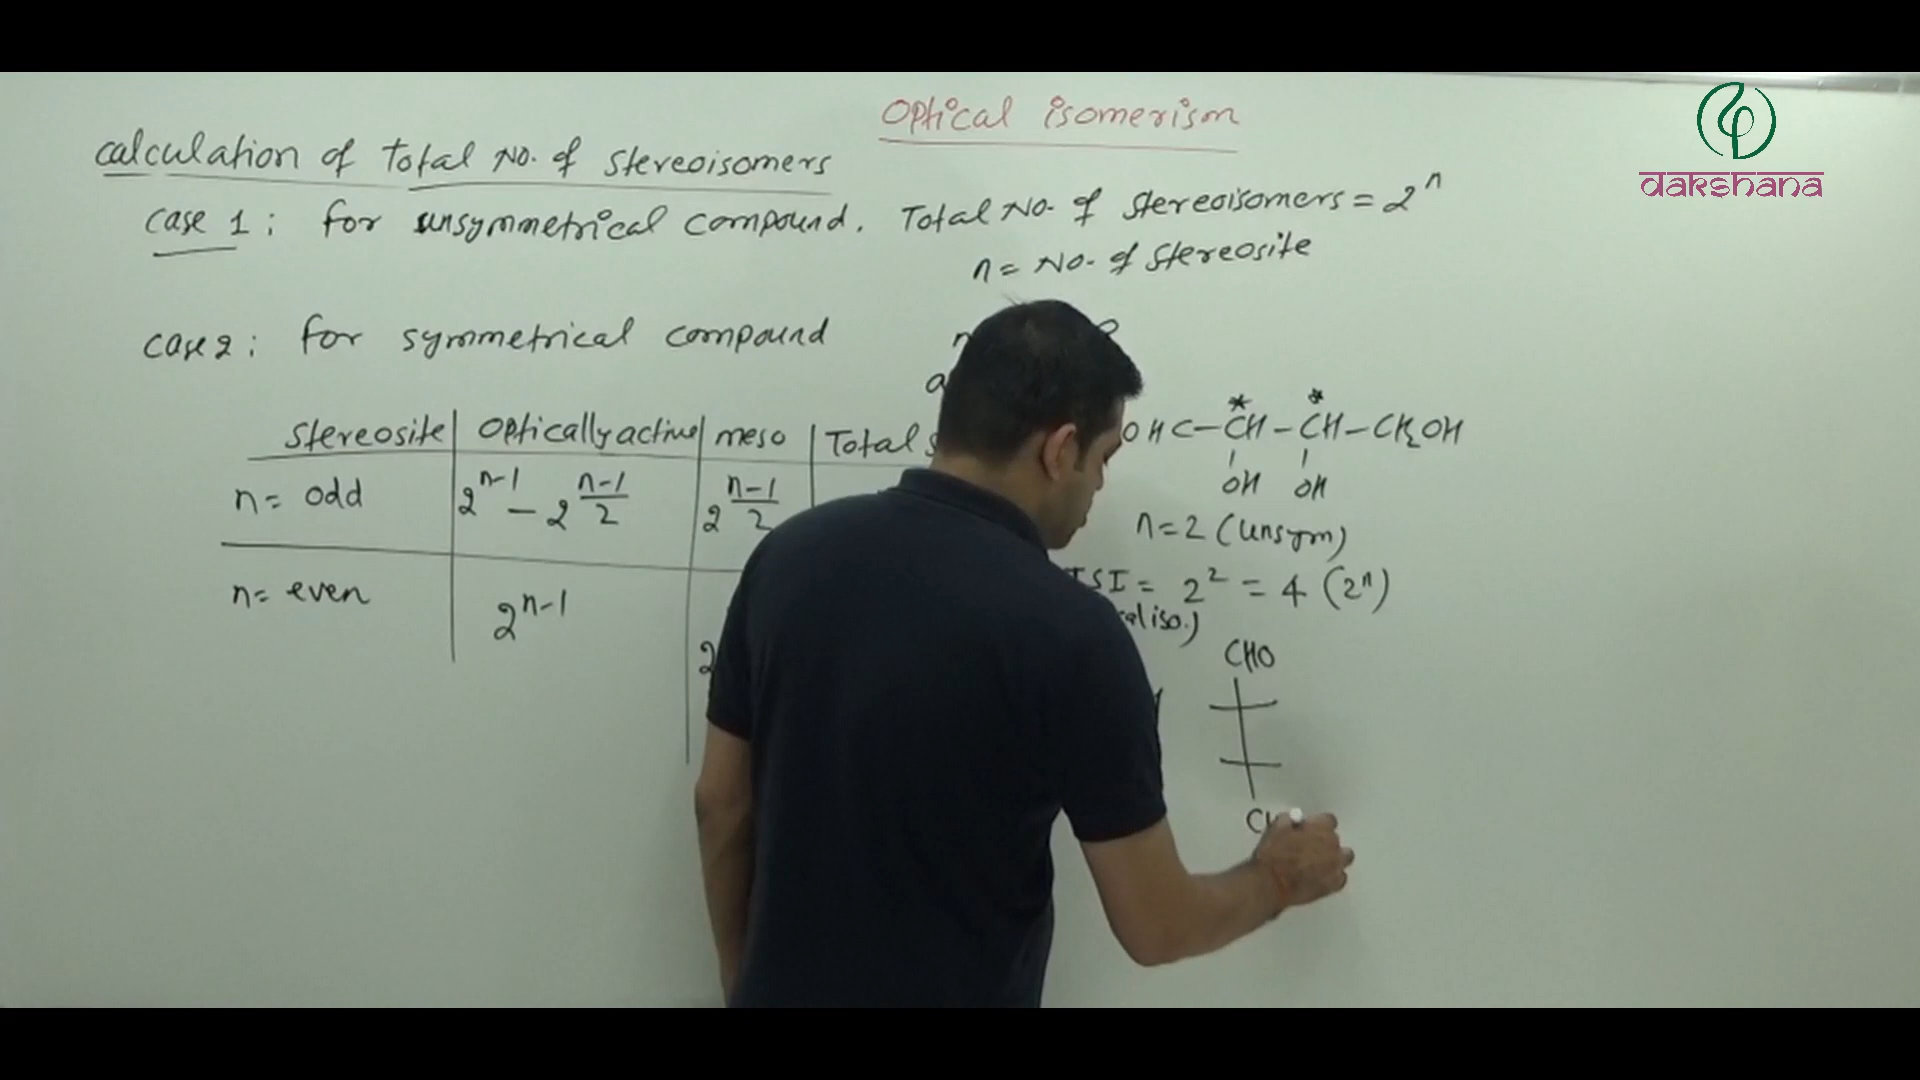 Optical isomerism
dakshana
Calculation of Total No. of Stereoisomers
Case 1 : for unsymmetrical compound. Total No. of Stereoisomers = 2^n
n = No. of Stereosite
Case 2 : for symmetrical compound
Stereosite | Optically active | meso | Total
n = odd | 2^(n-1) - 2^((n-1)/2) | 2^((n-1)/2)
n = even | 2^(n-1)
OHC-*CH-*CH-CH₂OH
OH OH
n = 2 (unsym)
TSI = 2^2 = 4 (2^n)
CHO